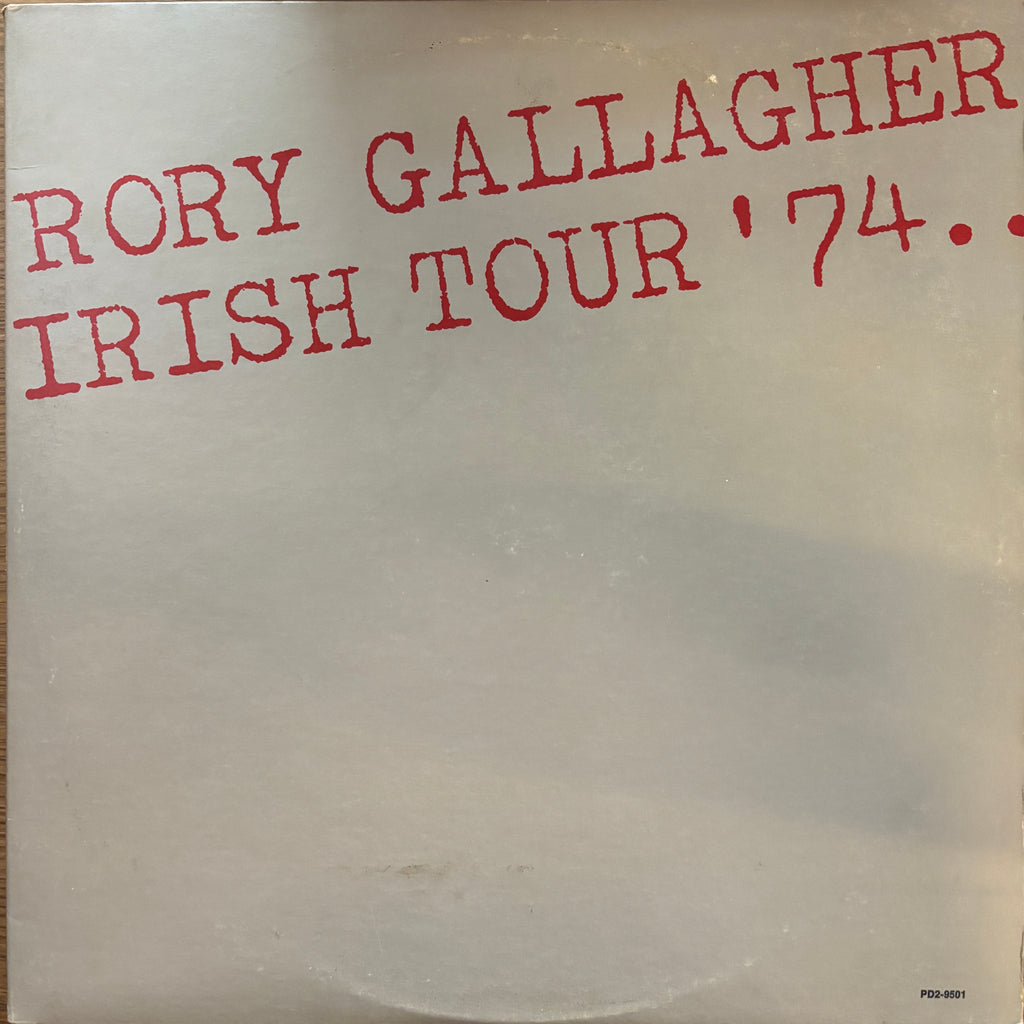 RORY GALLAGHER
IRISH TOUR '74..
PD2-9501